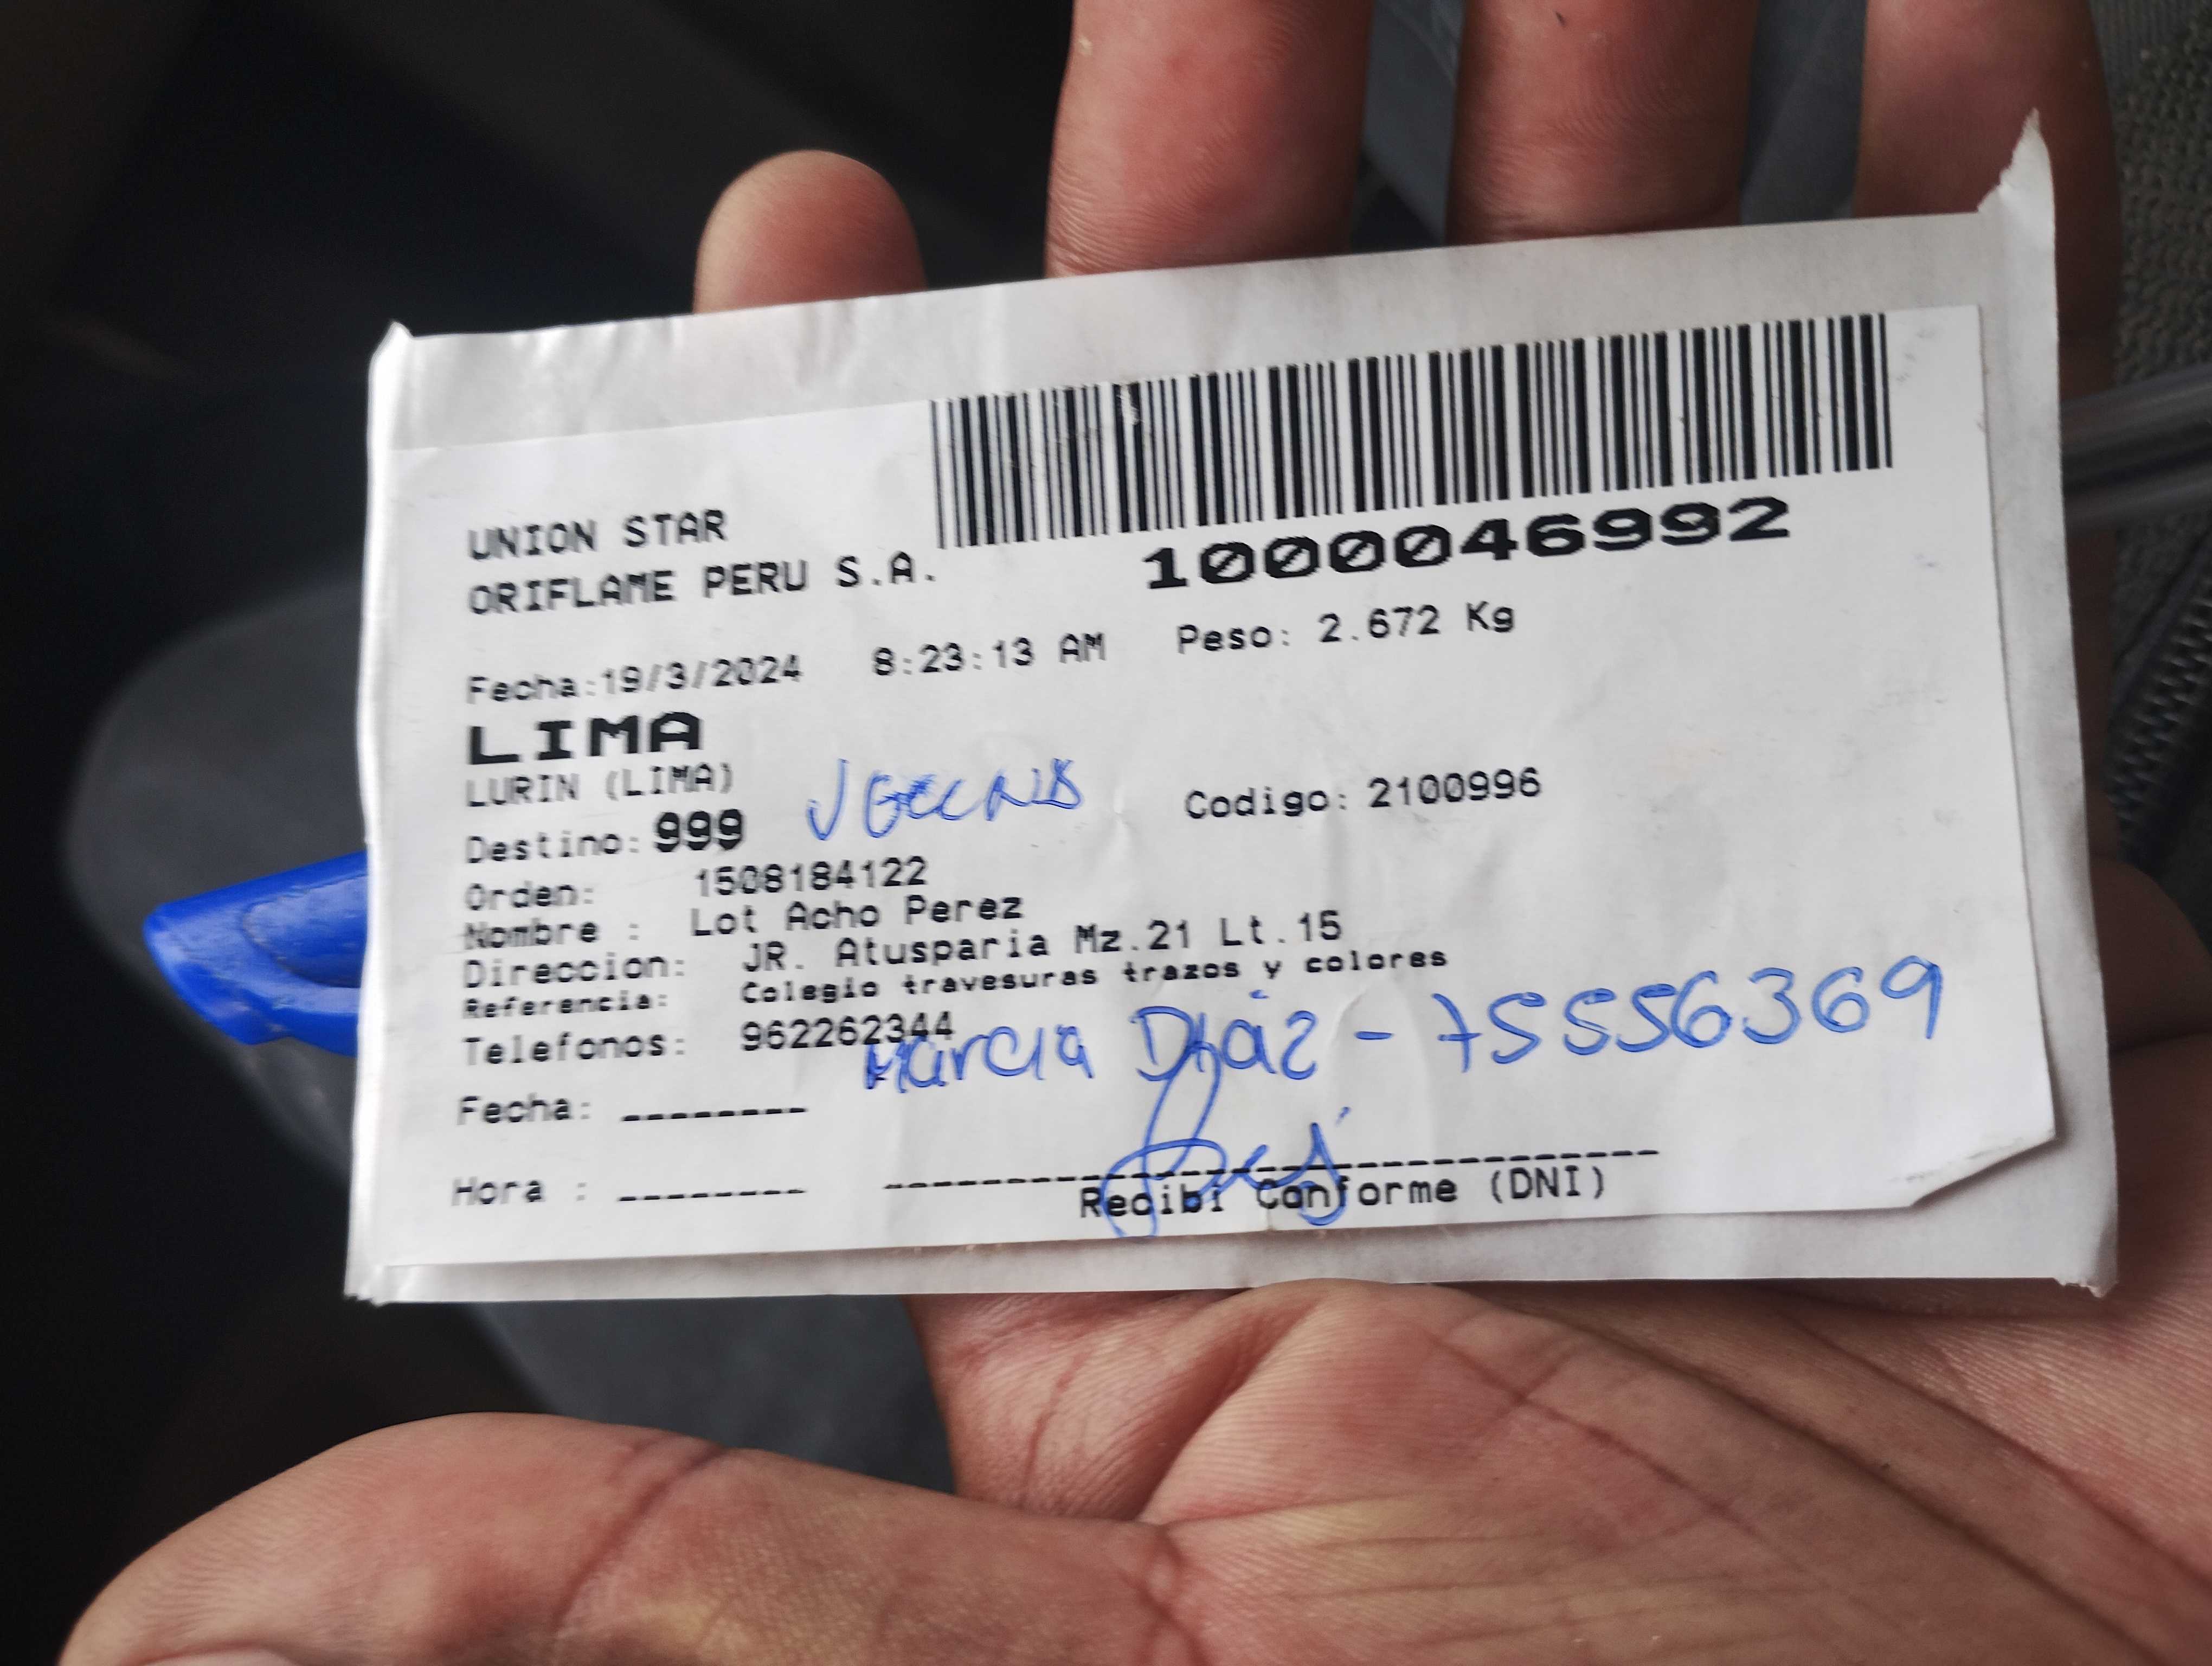 1000046992
UNION STAR
ORIFLAME PERU S.A.
Fecha:19/3/2024 8:23:13 AM Peso: 2.672 Kg
LIMA
LURIN (LIMA)
Destino: 999 Codigo: 2100996
Orden: 1508184122
Nombre : Lot Acho Perez
Direccion: JR. Atusparia Mz.21 Lt.15
Referencia: Colegio travesuras trazos y colores
Telefonos: 962262344
Marcia Díaz - 75556369
Fecha: --------
Hora : --------
Recibi Conforme (DNI)